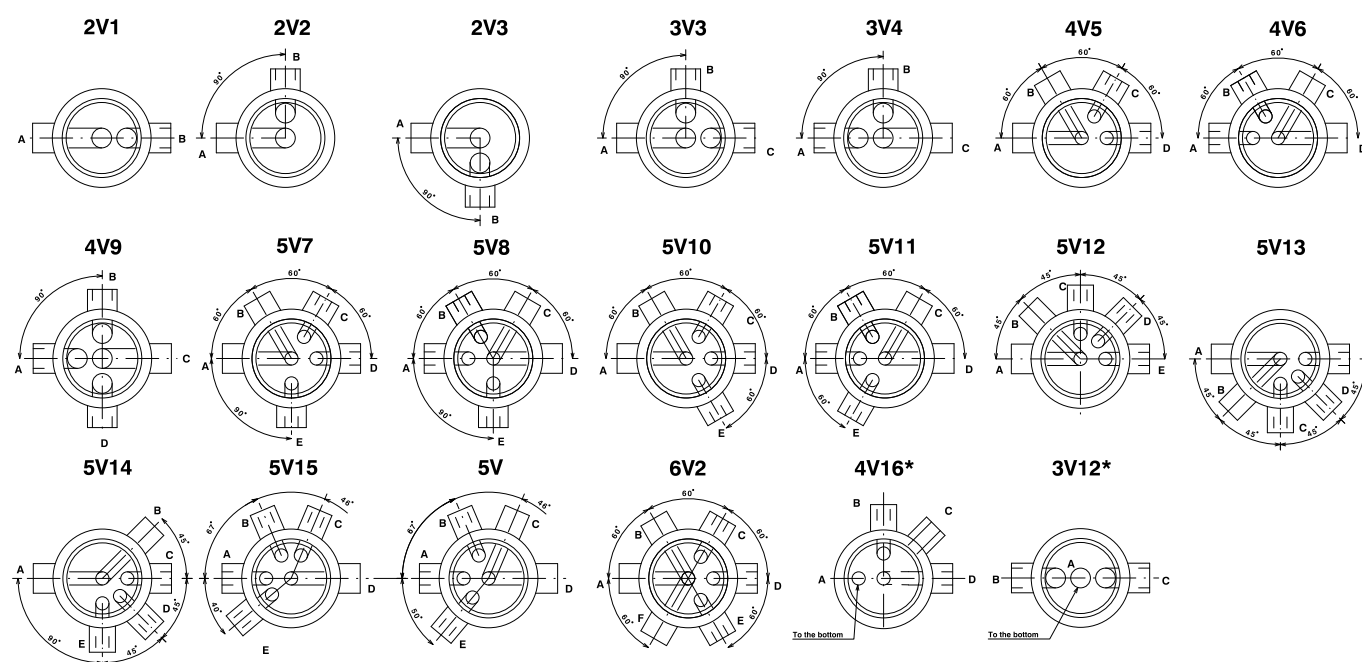 2V1 2V2 2V3 3V3 3V4 4V5 4V6
A B
90° B A
A 90° B
90° B A C
90° B A C
60° 60° 60° A B C D
60° 60° 60° A B C D
4V9 5V7 5V8 5V10 5V11 5V12 5V13
90° B A C D
60° 60° 60° B C A D 90° E
60° 60° 60° B C A D 90° E
60° 60° B C A D 60° E
60° 60° B C A D 60° E
45° 45° 45° 45° C B D A E
A B C D 45° 45° 45° 45°
5V14 5V15 5V 6V2 4V16* 3V12*
B 45° A C D 45° E 90° 45°
67° 46° B C A D 40° E
67° 46° B C A D 50° E
60° 60° 60° B C A D F E 60° 60°
B C A D To the bottom
A B C To the bottom